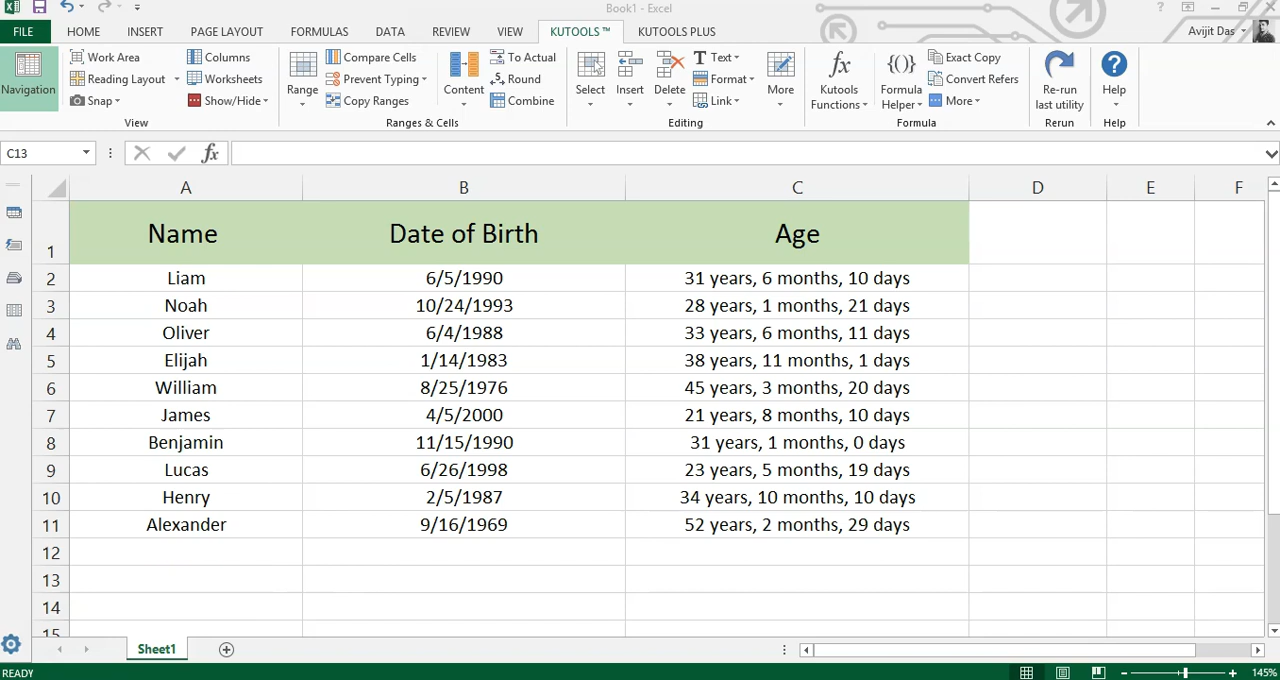 Book1 - Excel
FILE HOME INSERT PAGE LAYOUT FORMULAS DATA REVIEW VIEW KUTOOLS ™ KUTOOLS PLUS Avijit Das
Navigation
Work Area
Reading Layout
Snap
Columns
Worksheets
Show/Hide
View
Range
Compare Cells
Prevent Typing
Copy Ranges
Content
To Actual
Round
Combine
Ranges & Cells
Select
Insert
Delete
Text
Format
Link
More
Editing
Kutools
Functions
Formula
Helper
Exact Copy
Convert Refers
More
Formula
Re-run
last utility
Rerun
Help
Help
C13 fx
A B C D E F
1 Name Date of Birth Age
2 Liam 6/5/1990 31 years, 6 months, 10 days
3 Noah 10/24/1993 28 years, 1 months, 21 days
4 Oliver 6/4/1988 33 years, 6 months, 11 days
5 Elijah 1/14/1983 38 years, 11 months, 1 days
6 William 8/25/1976 45 years, 3 months, 20 days
7 James 4/5/2000 21 years, 8 months, 10 days
8 Benjamin 11/15/1990 31 years, 1 months, 0 days
9 Lucas 6/26/1998 23 years, 5 months, 19 days
10 Henry 2/5/1987 34 years, 10 months, 10 days
11 Alexander 9/16/1969 52 years, 2 months, 29 days
12
13
14
15
Sheet1
READY 145%